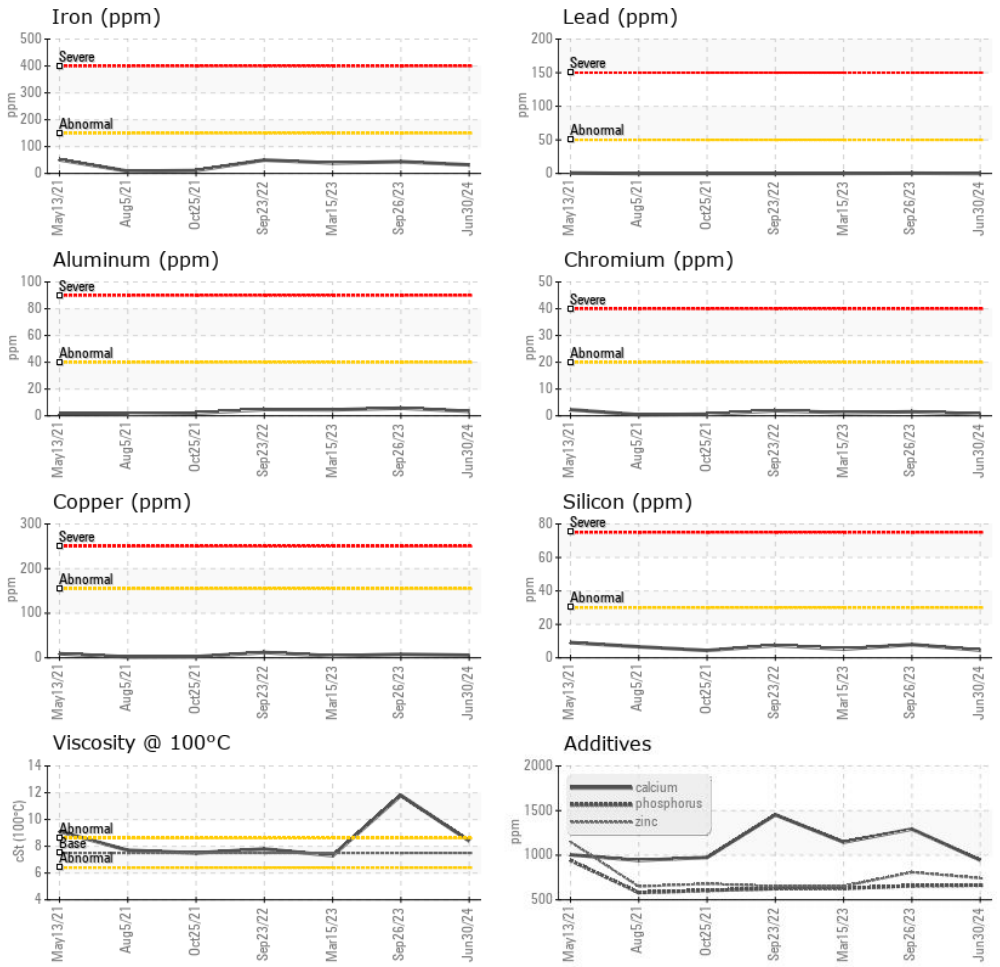 Iron (ppm)
500
400
300
200
100
0
ppm
Severe
Abnormal
May13/21
Aug5/21
Oct25/21
Sep23/22
Mar15/23
Sep26/23
Jun30/24
Lead (ppm)
200
150
100
50
0
ppm
Severe
Abnormal
May13/21
Aug5/21
Oct25/21
Sep23/22
Mar15/23
Sep26/23
Jun30/24
Aluminum (ppm)
100
80
60
40
20
0
ppm
Severe
Abnormal
May13/21
Aug5/21
Oct25/21
Sep23/22
Mar15/23
Sep26/23
Jun30/24
Chromium (ppm)
50
40
30
20
10
0
ppm
Severe
Abnormal
May13/21
Aug5/21
Oct25/21
Sep23/22
Mar15/23
Sep26/23
Jun30/24
Copper (ppm)
300
200
100
0
ppm
Severe
Abnormal
May13/21
Aug5/21
Oct25/21
Sep23/22
Mar15/23
Sep26/23
Jun30/24
Silicon (ppm)
80
60
40
20
0
ppm
Severe
Abnormal
May13/21
Aug5/21
Oct25/21
Sep23/22
Mar15/23
Sep26/23
Jun30/24
Viscosity @ 100°C
14
12
10
8
6
4
cSt (100°C)
Abnormal
Base
Abnormal
May13/21
Aug5/21
Oct25/21
Sep23/22
Mar15/23
Sep26/23
Jun30/24
Additives
2000
1500
1000
500
ppm
calcium
phosphorus
zinc
May13/21
Aug5/21
Oct25/21
Sep23/22
Mar15/23
Sep26/23
Jun30/24